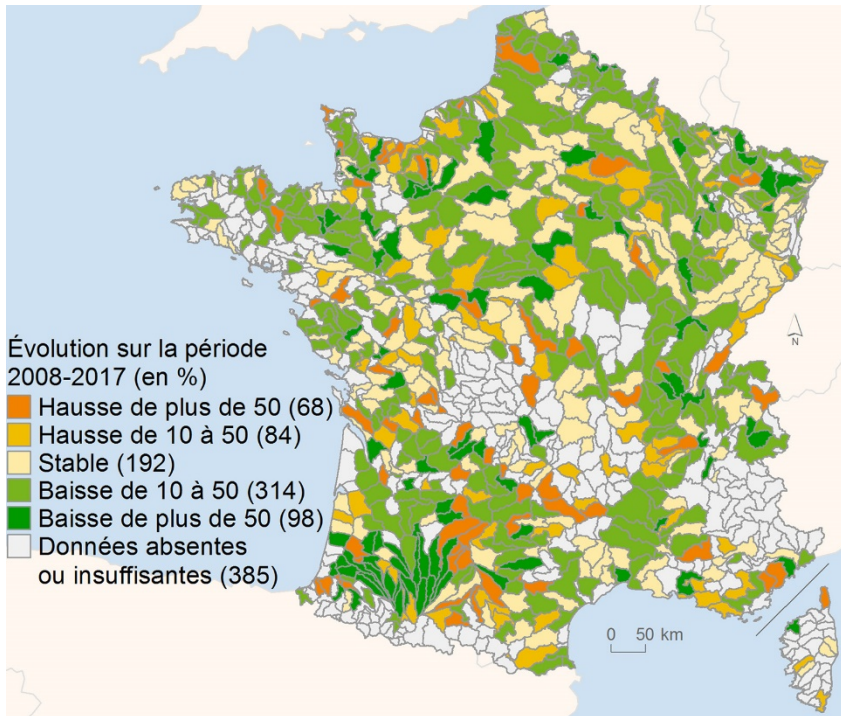 Évolution sur la période
2008-2017 (en %)
Hausse de plus de 50 (68)
Hausse de 10 à 50 (84)
Stable (192)
Baisse de 10 à 50 (314)
Baisse de plus de 50 (98)
Données absentes
ou insuffisantes (385)
N
0 50 km